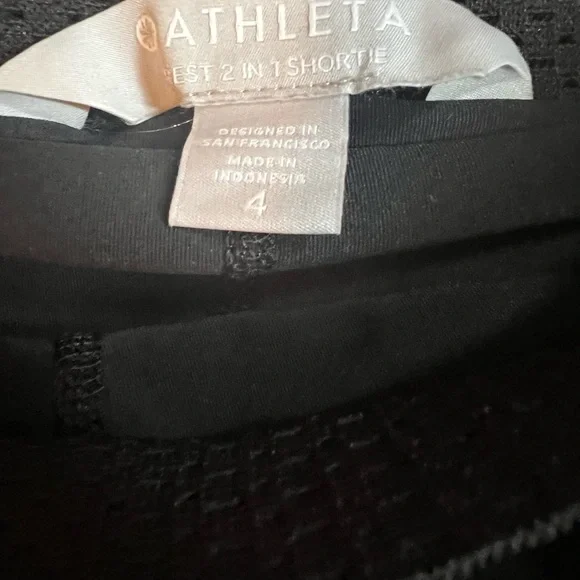 ATHLETA
EST 2 IN 1 SHORTIE
DESIGNED IN
SAN FRANCISCO
MADE IN
INDONESIA
4